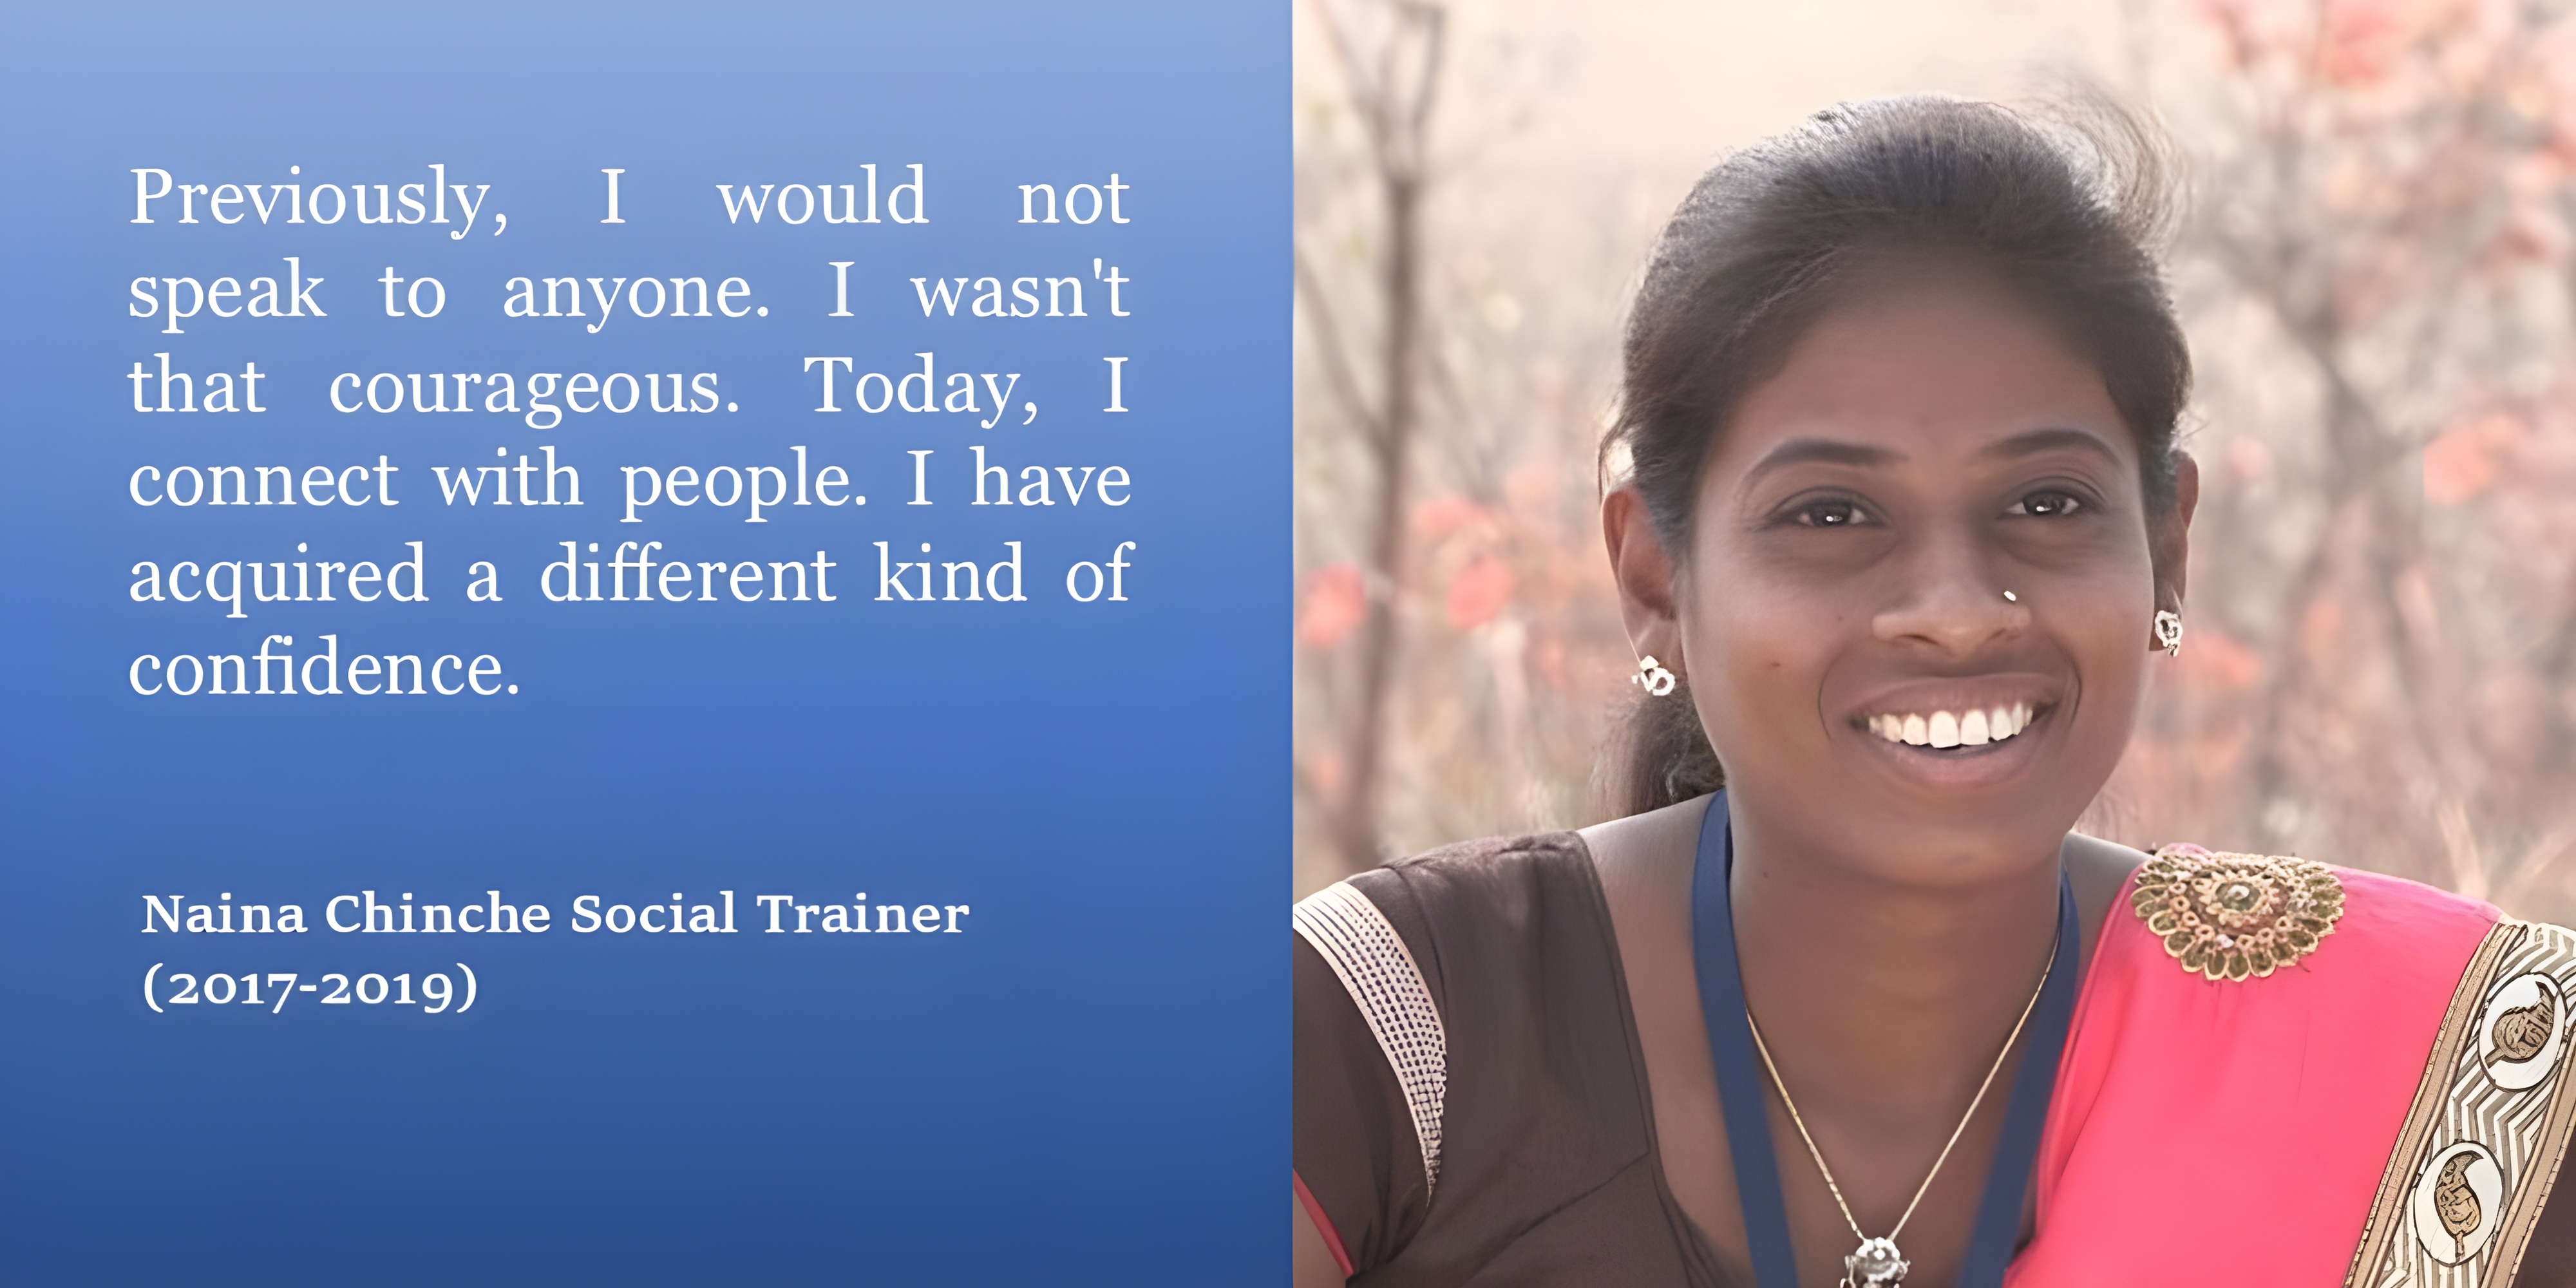 Previously, I would not
speak to anyone. I wasn't
that courageous. Today, I
connect with people. I have
acquired a different kind of
confidence.
Naina Chinche Social Trainer
(2017-2019)